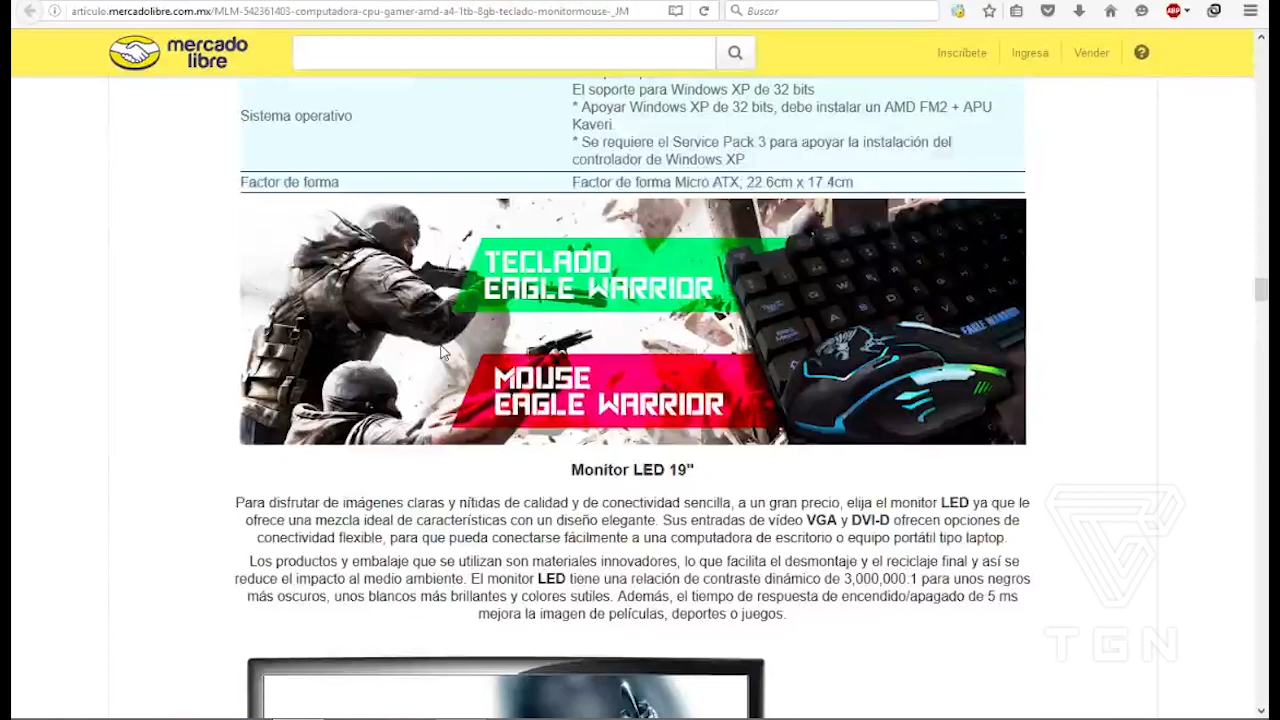 articulo.mercadolibre.com.mx/MLM-542361403-computadora-cpu-gamer-amd-a4-1tb-8gb-teclado-monitormouse-_JM
Buscar
ABP
mercado
libre
Inscríbete
Ingresa
Vender
El soporte para Windows XP de 32 bits
Sistema operativo
* Apoyar Windows XP de 32 bits, debe instalar un AMD FM2 + APU
Kaveri.
* Se requiere el Service Pack 3 para apoyar la instalación del
controlador de Windows XP
Factor de forma
Factor de forma Micro ATX; 22.6cm x 17.4cm
TECLADO
EAGLE WARRIOR
MOUSE
EAGLE WARRIOR
EAGLE WARRIOR
Monitor LED 19"
Para disfrutar de imágenes claras y nítidas de calidad y de conectividad sencilla, a un gran precio, elija el monitor LED ya que le
ofrece una mezcla ideal de características con un diseño elegante. Sus entradas de vídeo VGA y DVI-D ofrecen opciones de
conectividad flexible, para que pueda conectarse fácilmente a una computadora de escritorio o equipo portátil tipo laptop.
Los productos y embalaje que se utilizan son materiales innovadores, lo que facilita el desmontaje y el reciclaje final y así se
reduce el impacto al medio ambiente. El monitor LED tiene una relación de contraste dinámico de 3,000,000:1 para unos negros
más oscuros, unos blancos más brillantes y colores sutiles. Además, el tiempo de respuesta de encendido/apagado de 5 ms
mejora la imagen de películas, deportes o juegos.
TGN